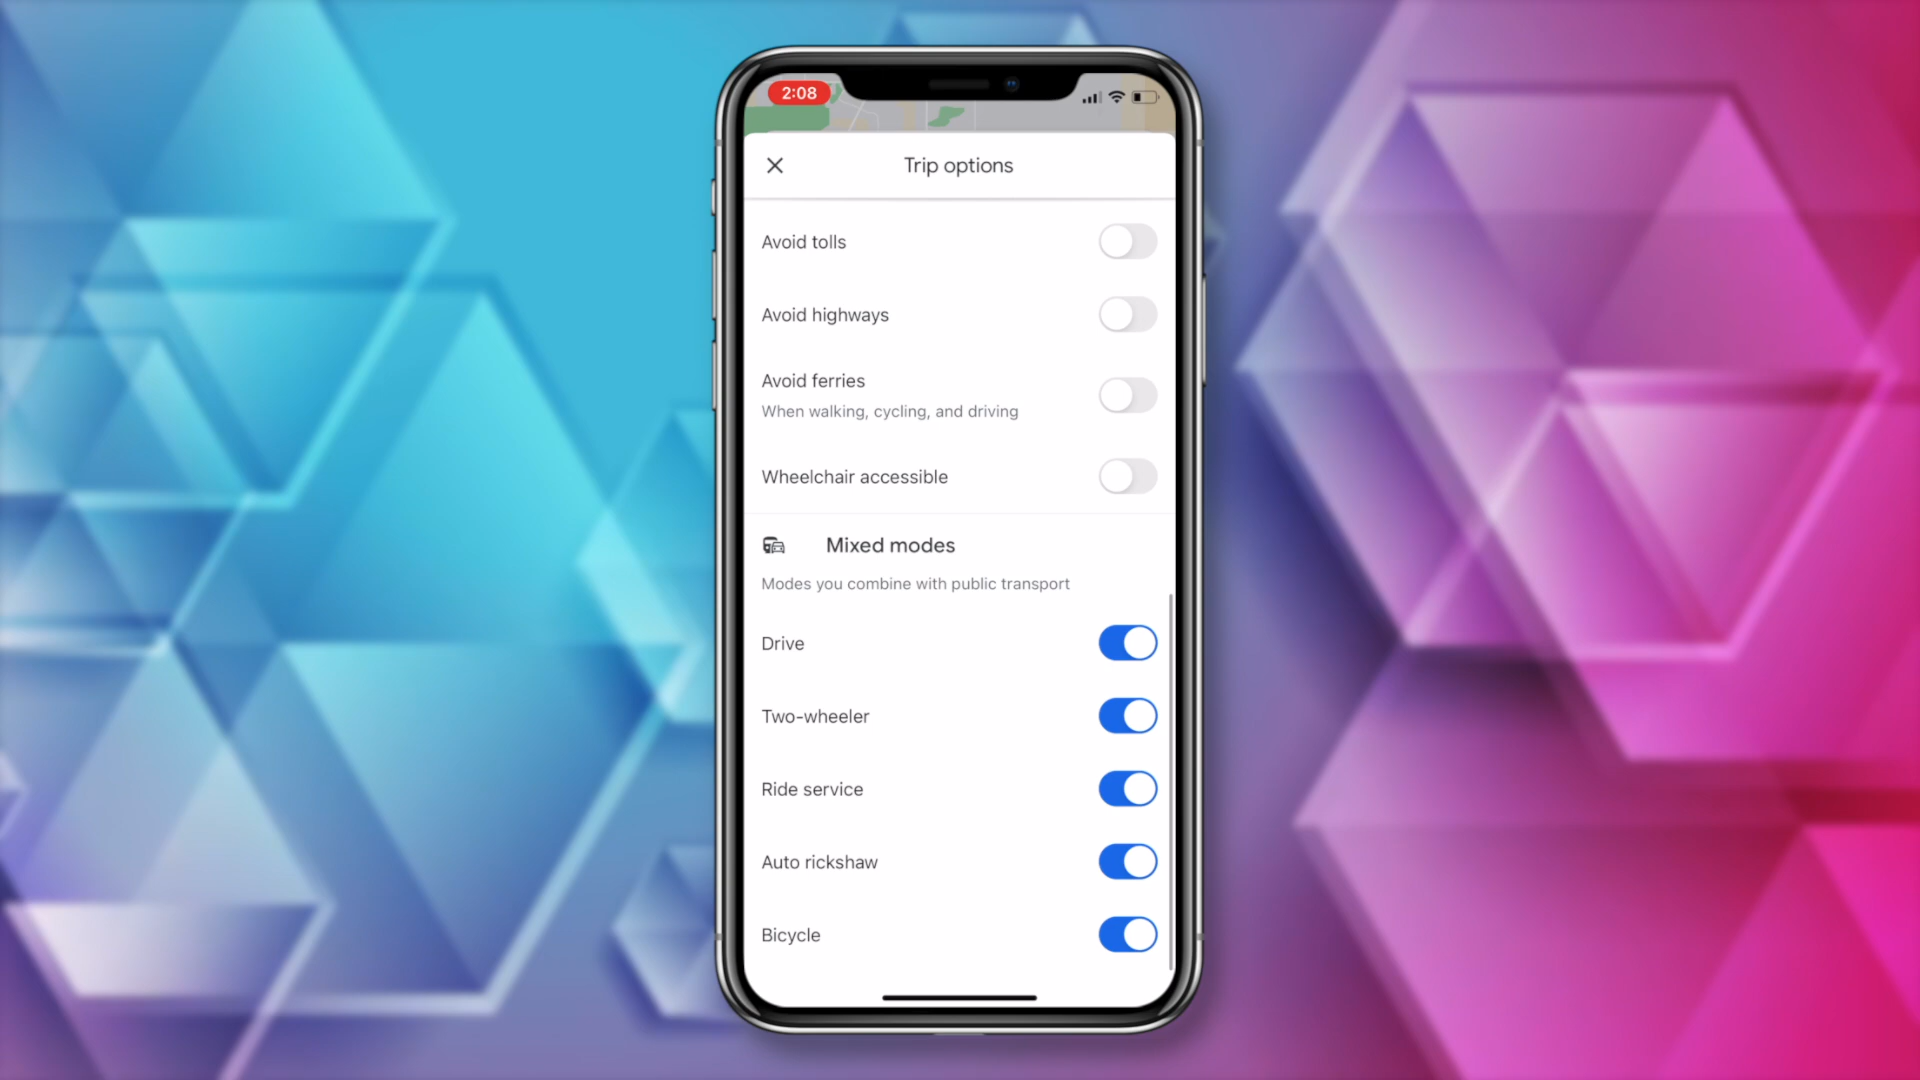 2:08
Trip options
Avoid tolls
Avoid highways
Avoid ferries
When walking, cycling, and driving
Wheelchair accessible
Mixed modes
Modes you combine with public transport
Drive
Two-wheeler
Ride service
Auto rickshaw
Bicycle